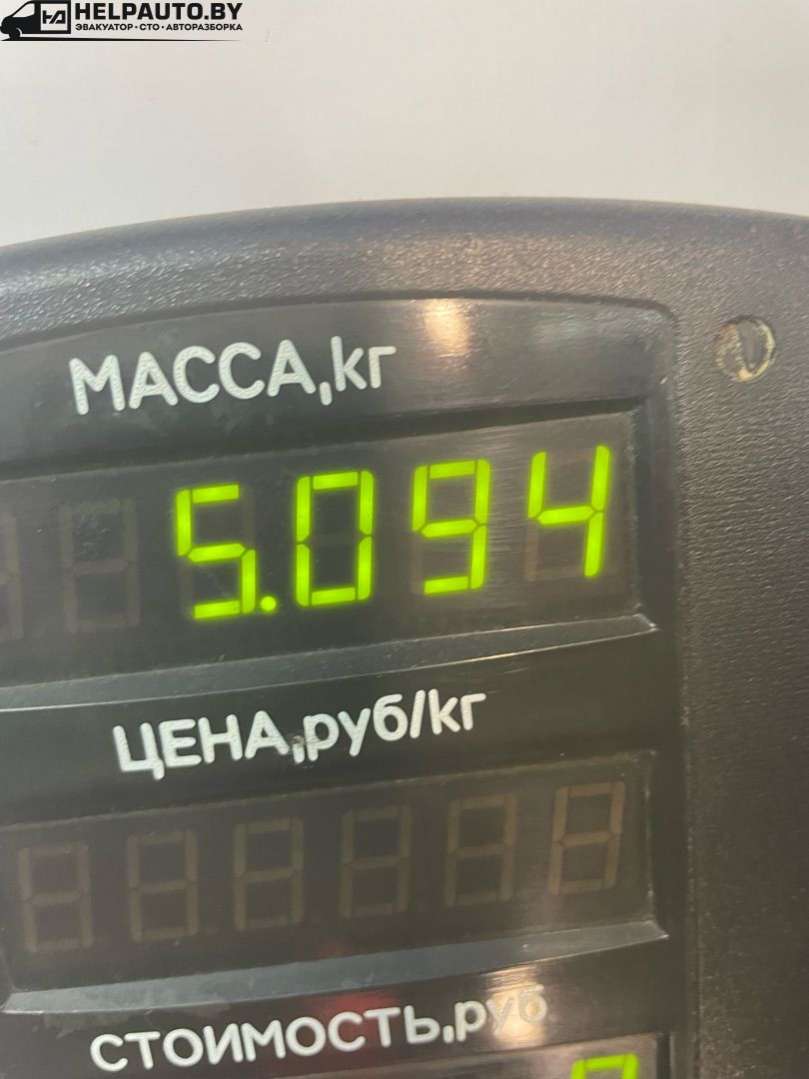 HELPAUTO.BY
ЭВАКУАТОР • СТО • АВТОРАЗБОРКА
МАССА,кг
5.094
ЦЕНА,руб/кг
СТОИМОСТЬ,руб